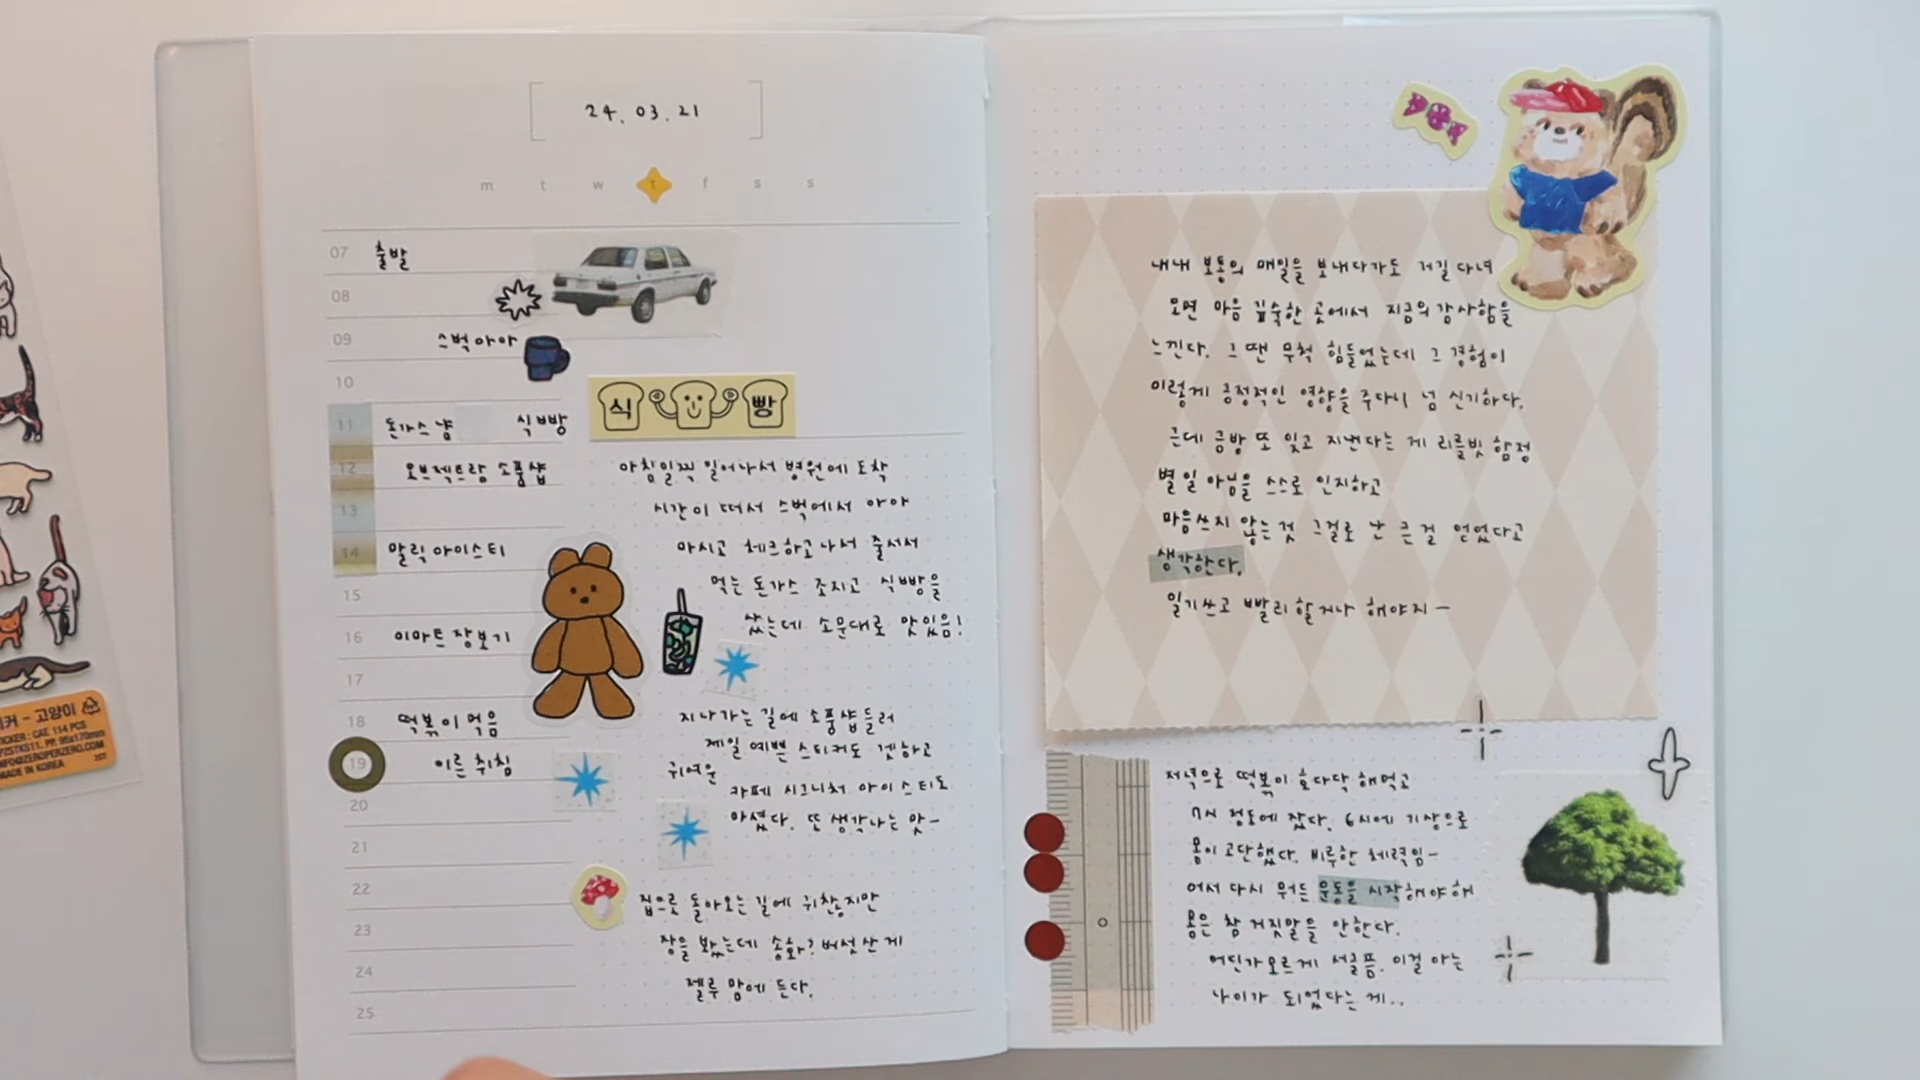 24. 03. 21
m t w t f s s
07 출발
08
09 스벅 아아
10
11 돈가스 냠 식빵
식 빵
12 오브젝트랑 소품샵
13
14 말릭 아이스티
15
16 이마트 장보기
17
18 떡볶이 먹음
19 이른 취침
20
21
22
23
24
25
아침일찍 일어나서 병원에 도착
시간이 떠서 스벅에서 아아
마시고 체크하고 나서 줄서서
먹는 돈가스 조지고 식빵을
샀는데 소문대로 맛있음!
지나가는 길에 소품샵 들러
제일 예쁜 스티커도 겟하고
귀여운
카페 시그니처 아이스티도
마셨다. 또 생각나는 맛-
집으로 돌아오는 길에 귀찮지만
장을 봤는데 송화? 버섯 산 게
젤루 맘에 든다.
내내 보통의 매일을 보내다가도 저길 다녀
오면 마음 깊숙한 곳에서 지금의 감사함을
느낀다. 그 땐 무척 힘들었는데 그 경험이
이렇게 긍정적인 영향을 주다니 넘 신기하다.
근데 금방 또 잊고 지낸다는 게 리틀빗 함정
별 일 아님을 스스로 인지하고
마음쓰지 않는 것 그걸로 난 큰 걸 얻었다고
생각한다.
일기쓰고 빨리 할거나 해야지-
저녁으로 떡볶이 호다닥 해먹고
7시 정도에 잤다. 6시에 기상으로
몸이 고단했다. 비루한 체력임-
어서 다시 뭐든 운동을 시작해야 해
몸은 참 거짓말을 안한다.
어딘가 모르게 서글픔. 이걸 아는
나이가 되었다는 게..
커 - 고양이
STICKER : CAT. 114 PCS
PP. 95x170mm
INFO@ZEROPERZERO.COM
MADE IN KOREA